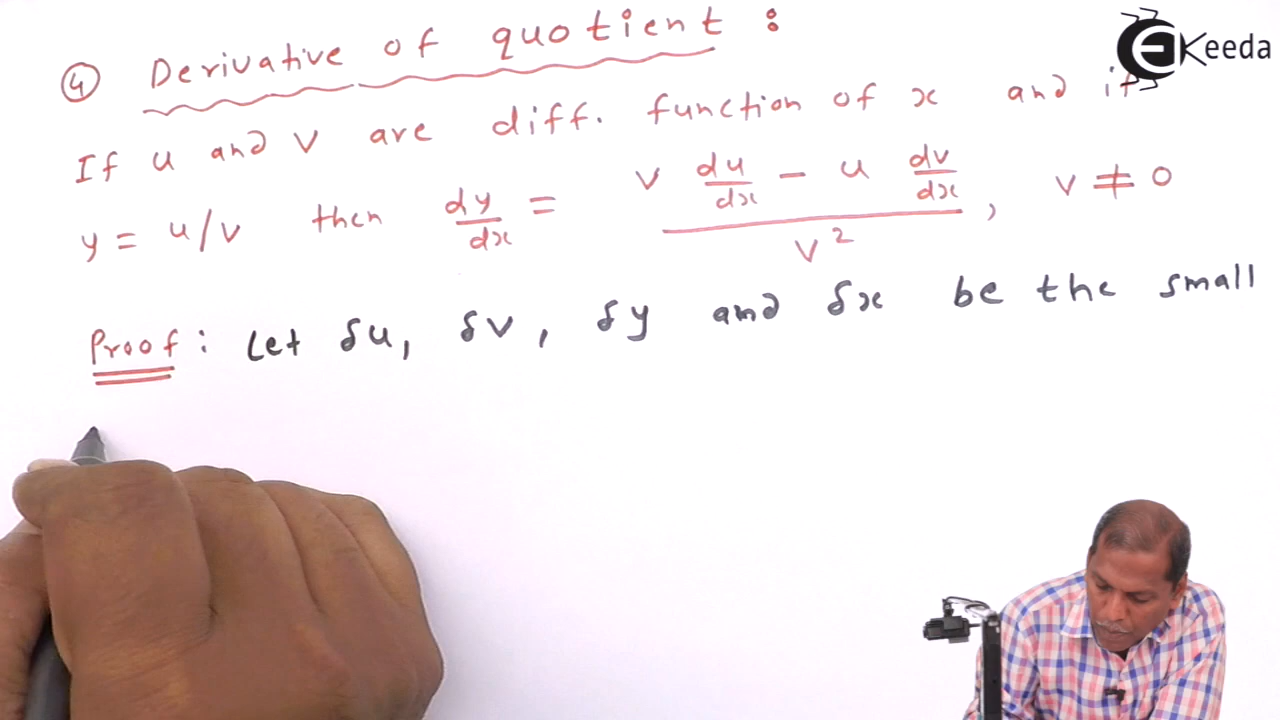 ④ Derivative of quotient :
Ekeeda
If u and v are diff. function of x and if
y = u/v then dy/dx = (v du/dx - u dv/dx) / v², v ≠ 0
Proof : Let δu, δv, δy and δx be the small